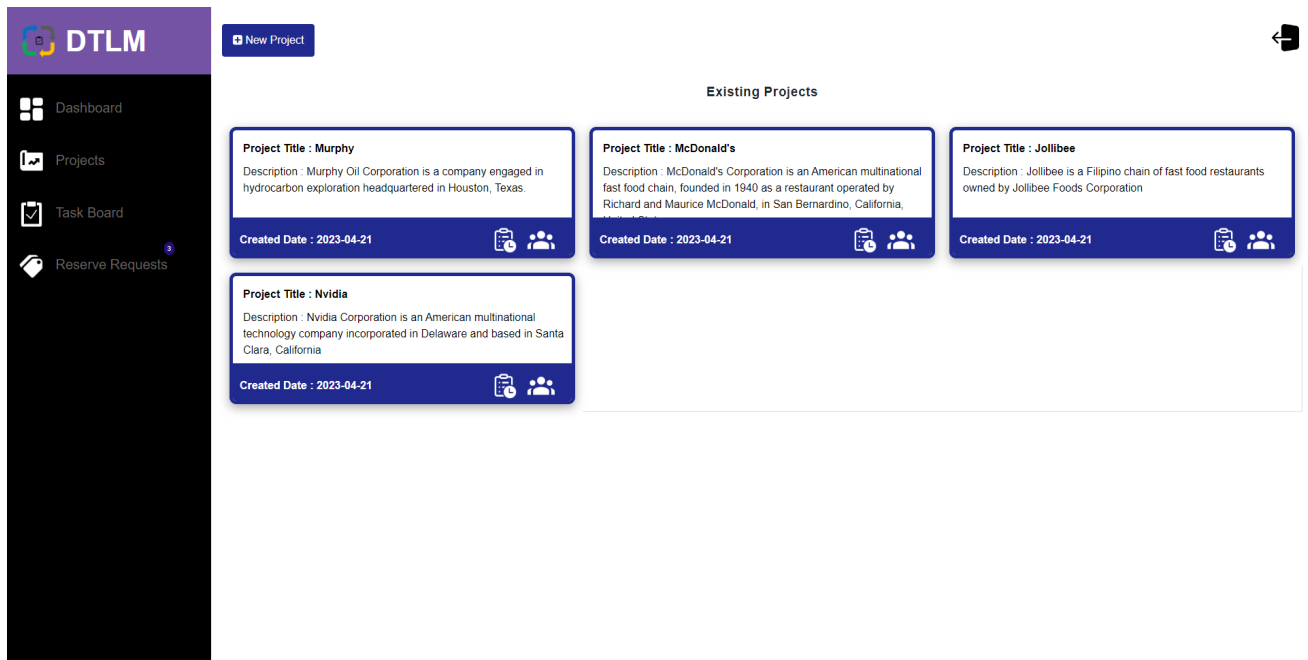 DTLM
New Project
Dashboard
Projects
Task Board
3
Reserve Requests
Existing Projects
Project Title : Murphy
Description : Murphy Oil Corporation is a company engaged in
hydrocarbon exploration headquartered in Houston, Texas.
Created Date : 2023-04-21
Project Title : McDonald's
Description : McDonald's Corporation is an American multinational
fast food chain, founded in 1940 as a restaurant operated by
Richard and Maurice McDonald, in San Bernardino, California,
Created Date : 2023-04-21
Project Title : Jollibee
Description : Jollibee is a Filipino chain of fast food restaurants
owned by Jollibee Foods Corporation
Created Date : 2023-04-21
Project Title : Nvidia
Description : Nvidia Corporation is an American multinational
technology company incorporated in Delaware and based in Santa
Clara, California
Created Date : 2023-04-21